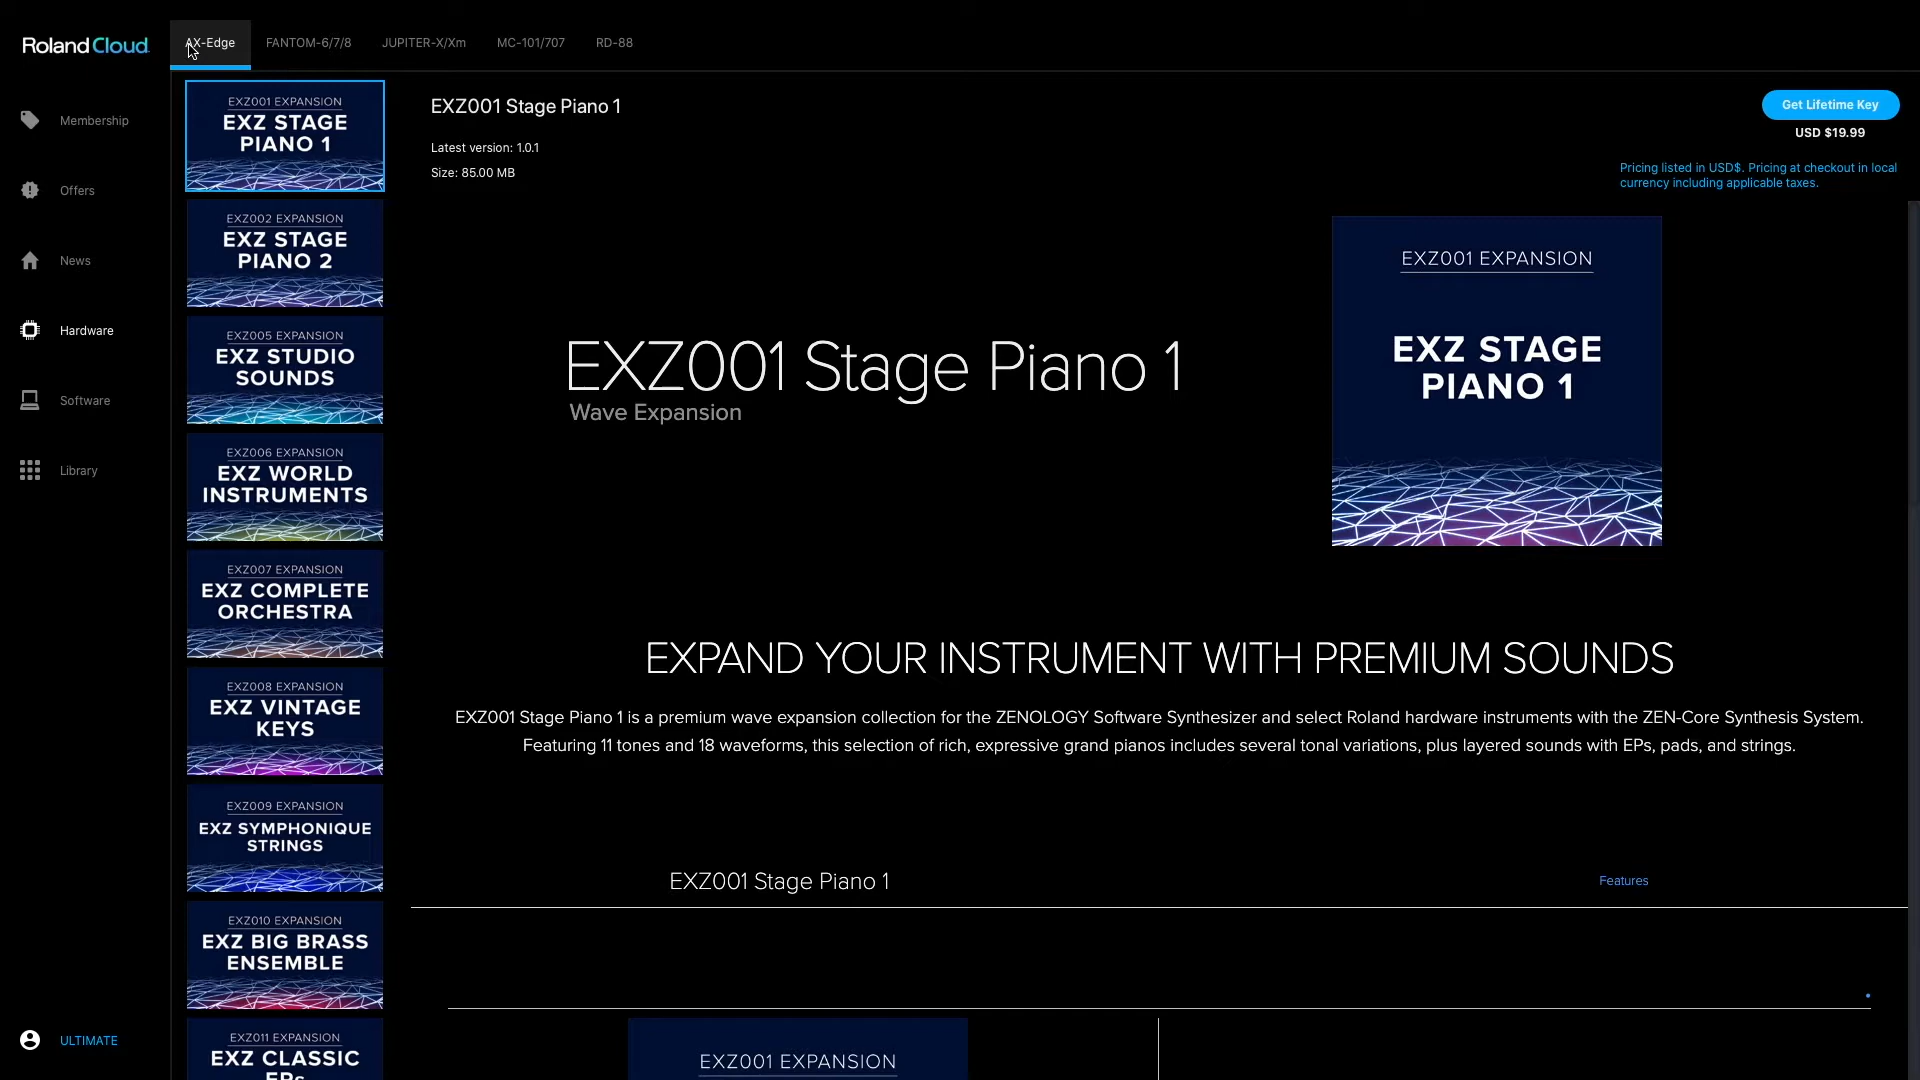 Roland Cloud
AX-Edge
FANTOM-6/7/8
JUPITER-X/Xm
MC-101/707
RD-88
Membership
Offers
News
Hardware
Software
Library
ULTIMATE
EXZ001 EXPANSION
EXZ STAGE
PIANO 1
EXZ002 EXPANSION
EXZ STAGE
PIANO 2
EXZ005 EXPANSION
EXZ STUDIO
SOUNDS
EXZ006 EXPANSION
EXZ WORLD
INSTRUMENTS
EXZ007 EXPANSION
EXZ COMPLETE
ORCHESTRA
EXZ008 EXPANSION
EXZ VINTAGE
KEYS
EXZ009 EXPANSION
EXZ SYMPHONIQUE
STRINGS
EXZ010 EXPANSION
EXZ BIG BRASS
ENSEMBLE
EXZ011 EXPANSION
EXZ CLASSIC
EPs
EXZ001 Stage Piano 1
Latest version: 1.0.1
Size: 85.00 MB
Get Lifetime Key
USD $19.99
Pricing listed in USD$. Pricing at checkout in local
currency including applicable taxes.
EXZ001 Stage Piano 1
Wave Expansion
EXZ001 EXPANSION
EXZ STAGE
PIANO 1
EXPAND YOUR INSTRUMENT WITH PREMIUM SOUNDS
EXZ001 Stage Piano 1 is a premium wave expansion collection for the ZENOLOGY Software Synthesizer and select Roland hardware instruments with the ZEN-Core Synthesis System.
Featuring 11 tones and 18 waveforms, this selection of rich, expressive grand pianos includes several tonal variations, plus layered sounds with EPs, pads, and strings.
EXZ001 Stage Piano 1
Features
EXZ001 EXPANSION